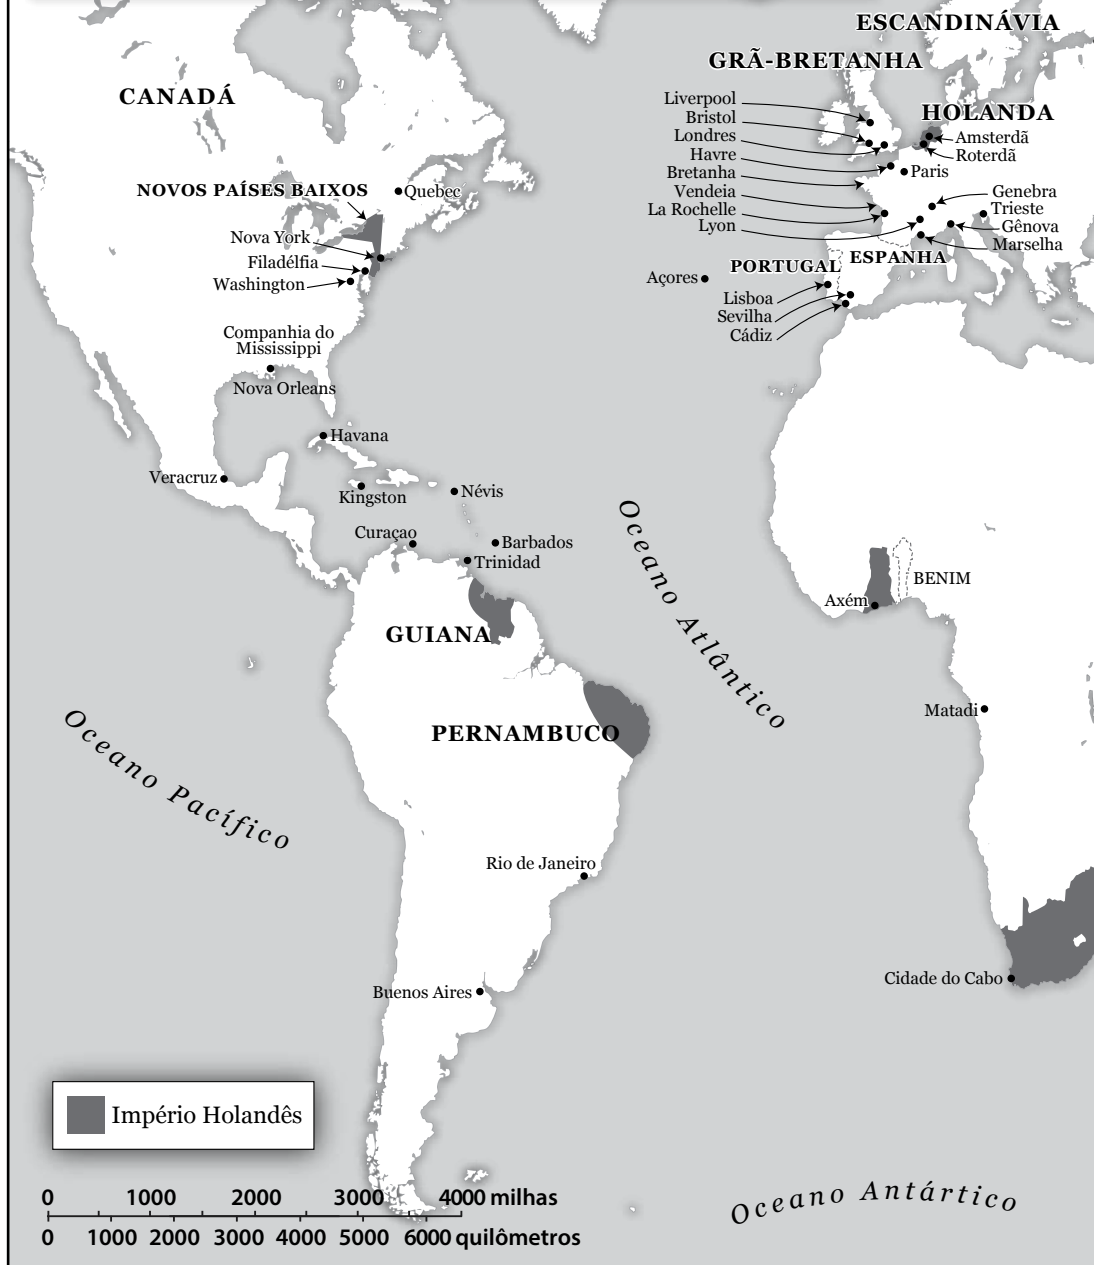 ESCANDINÁVIA
GRÃ-BRETANHA
CANADÁ
Liverpool
HOLANDA
Bristol
Londres
Amsterdã
Havre
Roterdã
Bretanha
Paris
NOVOS PAÍSES BAIXOS
Quebec
Vendeia
Genebra
La Rochelle
Trieste
Lyon
Gênova
Nova York
Marselha
Filadélfia
ESPANHA
PORTUGAL
Washington
Açores
Lisboa
Sevilha
Cádiz
Companhia do
Mississippi
Nova Orleans
Havana
Veracruz
Kingston
Névis
Curaçao
Barbados
Trinidad
Oceano Atlântico
BENIM
Axém
GUIANA
Matadi
PERNAMBUCO
Oceano Pacífico
Rio de Janeiro
Cidade do Cabo
Buenos Aires
Império Holandês
0 1000 2000 3000 4000 milhas
0 1000 2000 3000 4000 5000 6000 quilômetros
Oceano Antártico